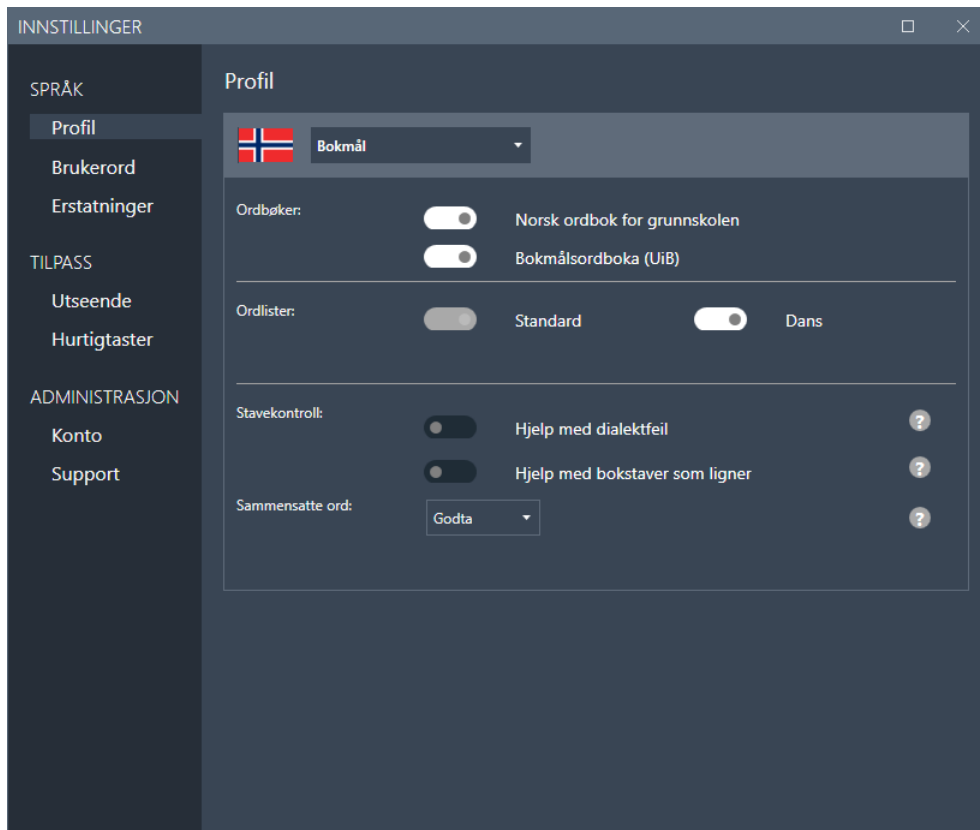 INNSTILLINGER
SPRÅK
Profil
Brukerord
Erstatninger
TILPASS
Utseende
Hurtigtaster
ADMINISTRASJON
Konto
Support
Profil
Bokmål
Ordbøker:
Norsk ordbok for grunnskolen
Bokmålsordboka (UiB)
Ordlister:
Standard
Dans
Stavekontroll:
Hjelp med dialektfeil
?
Hjelp med bokstaver som ligner
?
Sammensatte ord:
Godta
?